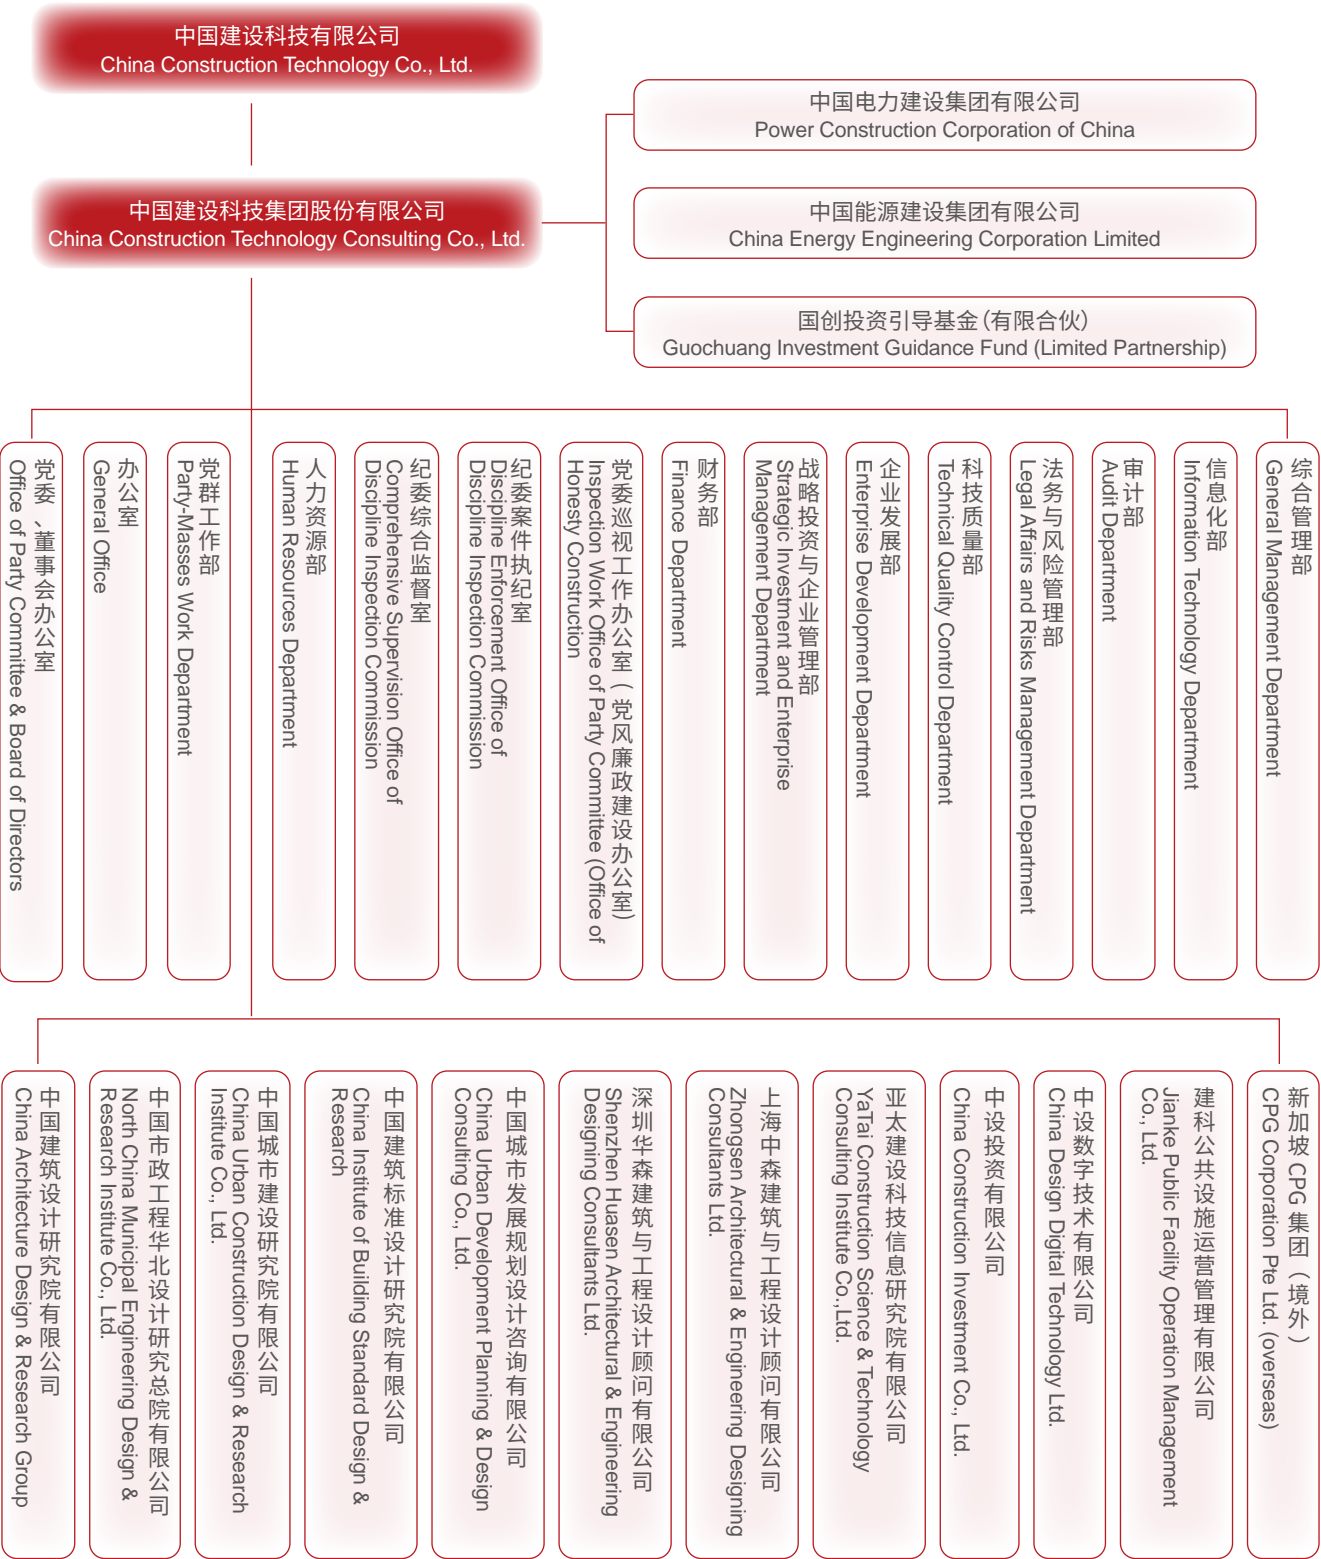 中国建设科技有限公司
China Construction Technology Co., Ltd.
中国建设科技集团股份有限公司
China Construction Technology Consulting Co., Ltd.
中国电力建设集团有限公司
Power Construction Corporation of China
中国能源建设集团有限公司
China Energy Engineering Corporation Limited
国创投资引导基金（有限合伙）
Guochuang Investment Guidance Fund (Limited Partnership)
党委、董事会办公室
Office of Party Committee & Board of Directors
办公室
General Office
党群工作部
Party-Masses Work Department
人力资源部
Human Resources Department
纪委综合监督室
Comprehensive Supervision Office of
Discipline Inspection Commission
纪委案件执纪室
Discipline Enforcement Office of
Discipline Inspection Commission
党委巡视工作办公室（党风廉政建设办公室）
Inspection Work Office of Party Committee (Office of
Honesty Construction
财务部
Finance Department
战略投资与企业管理部
Strategic Investment and Enterprise
Management Department
企业发展部
Enterprise Development Department
科技质量部
Technical Quality Control Department
法务与风险管理部
Legal Affairs and Risks Management Department
审计部
Audit Department
信息化部
Information Technology Department
综合管理部
General Management Department
中国建筑设计研究院有限公司
China Architecture Design & Research Group
中国市政工程华北设计研究总院有限公司
North China Municipal Engineering Design &
Research Institute Co., Ltd.
中国城市建设研究院有限公司
China Urban Construction Design & Research
Institute Co., Ltd.
中国建筑标准设计研究院有限公司
China Institute of Building Standard Design &
Research
中国城市发展规划设计咨询有限公司
China Urban Development Planning & Design
Consulting Co., Ltd.
深圳华森建筑与工程设计顾问有限公司
Shenzhen Huasen Architectural & Engineering
Designing Consultants Ltd.
上海中森建筑与工程设计顾问有限公司
Zhongsen Architectural & Engineering Designing
Consultants Ltd.
亚太建设科技信息研究院有限公司
YaTai Construction Science & Technology
Consulting Institute Co.,Ltd.
中设投资有限公司
China Construction Investment Co., Ltd.
中设数字技术有限公司
China Design Digital Technology Ltd.
建科公共设施运营管理有限公司
Jianke Public Facility Operation Management
Co., Ltd.
新加坡 CPG 集团（境外）
CPG Corporation Pte Ltd. (overseas)